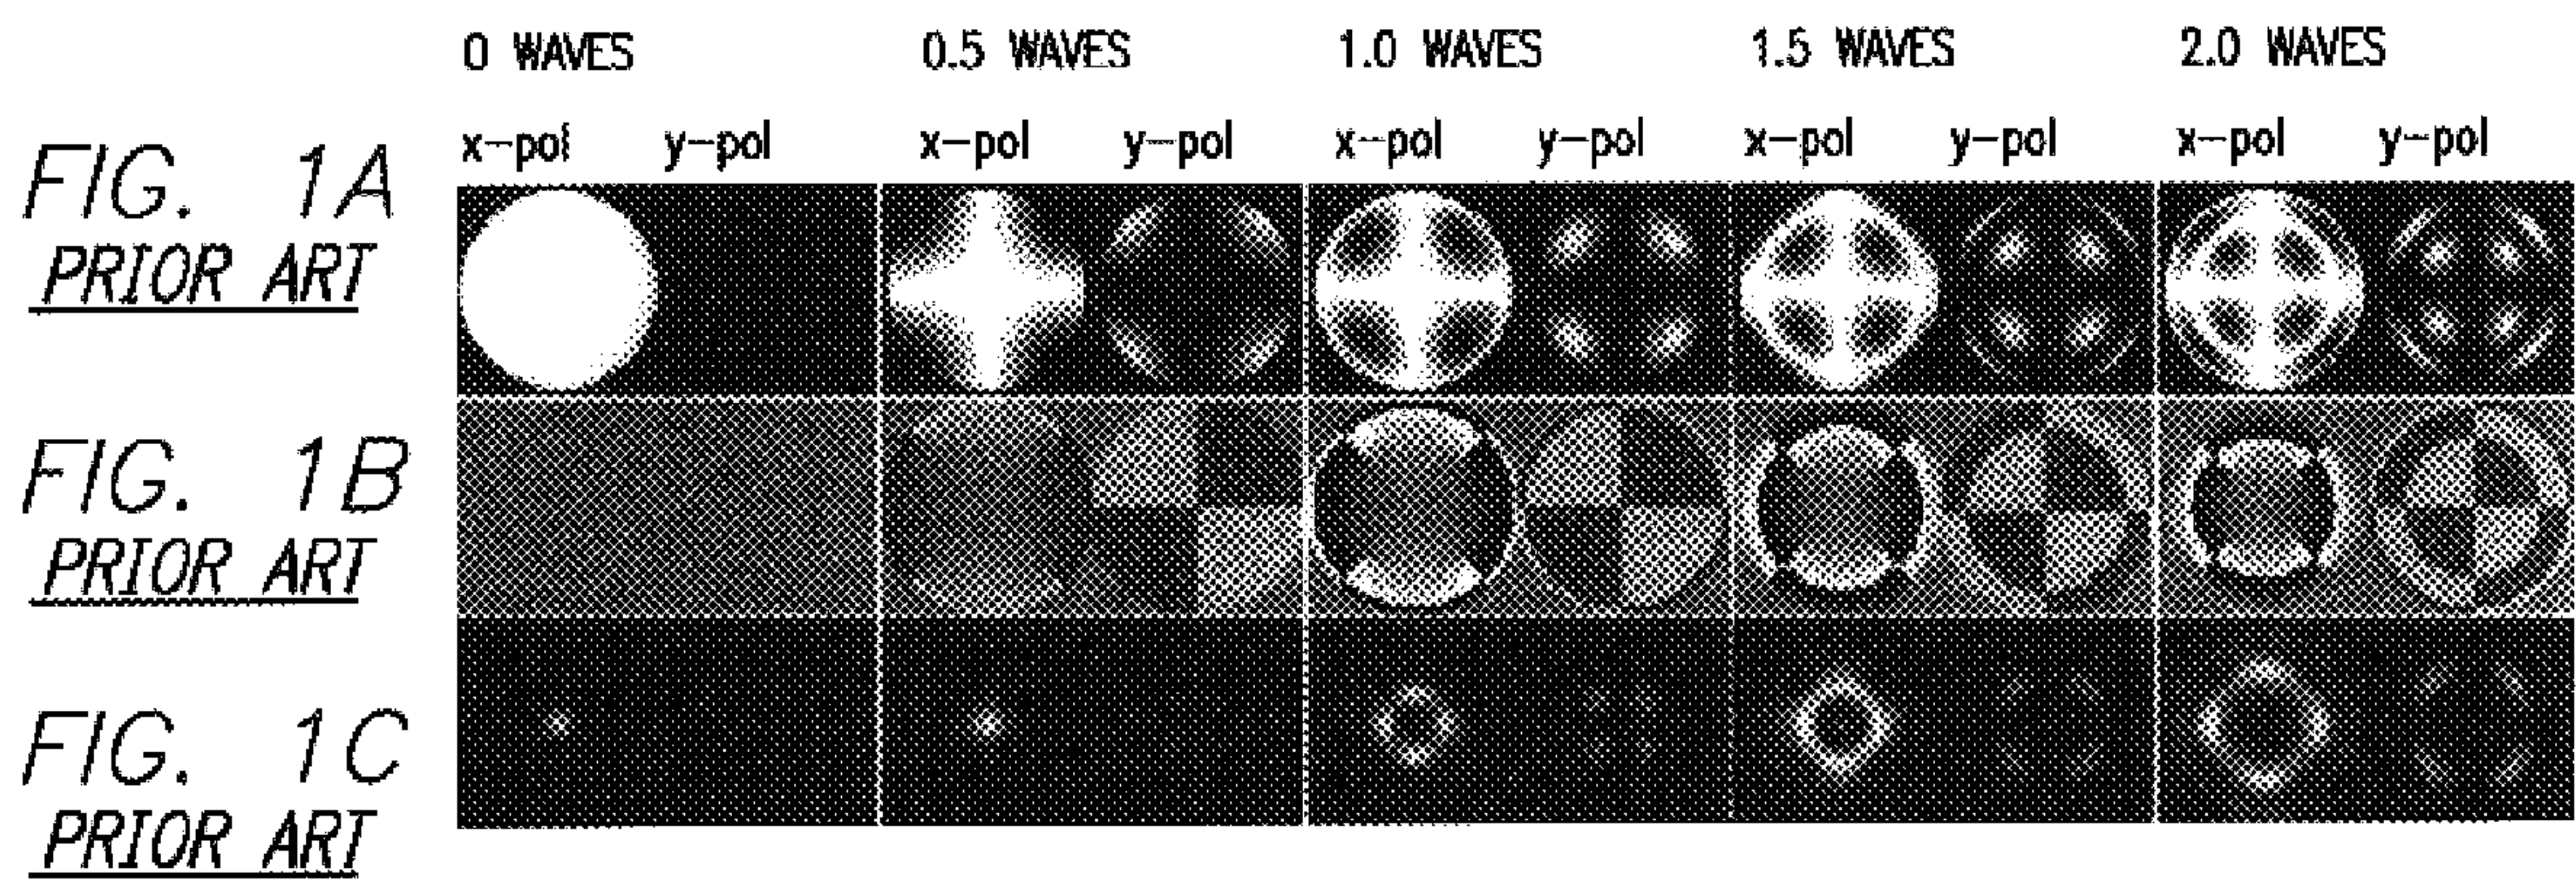 0 WAVES 0.5 WAVES 1.0 WAVES 1.5 WAVES 2.0 WAVES
x-pol y-pol x-pol y-pol x-pol y-pol x-pol y-pol x-pol y-pol
FIG. 1A
PRIOR ART
FIG. 1B
PRIOR ART
FIG. 1C
PRIOR ART